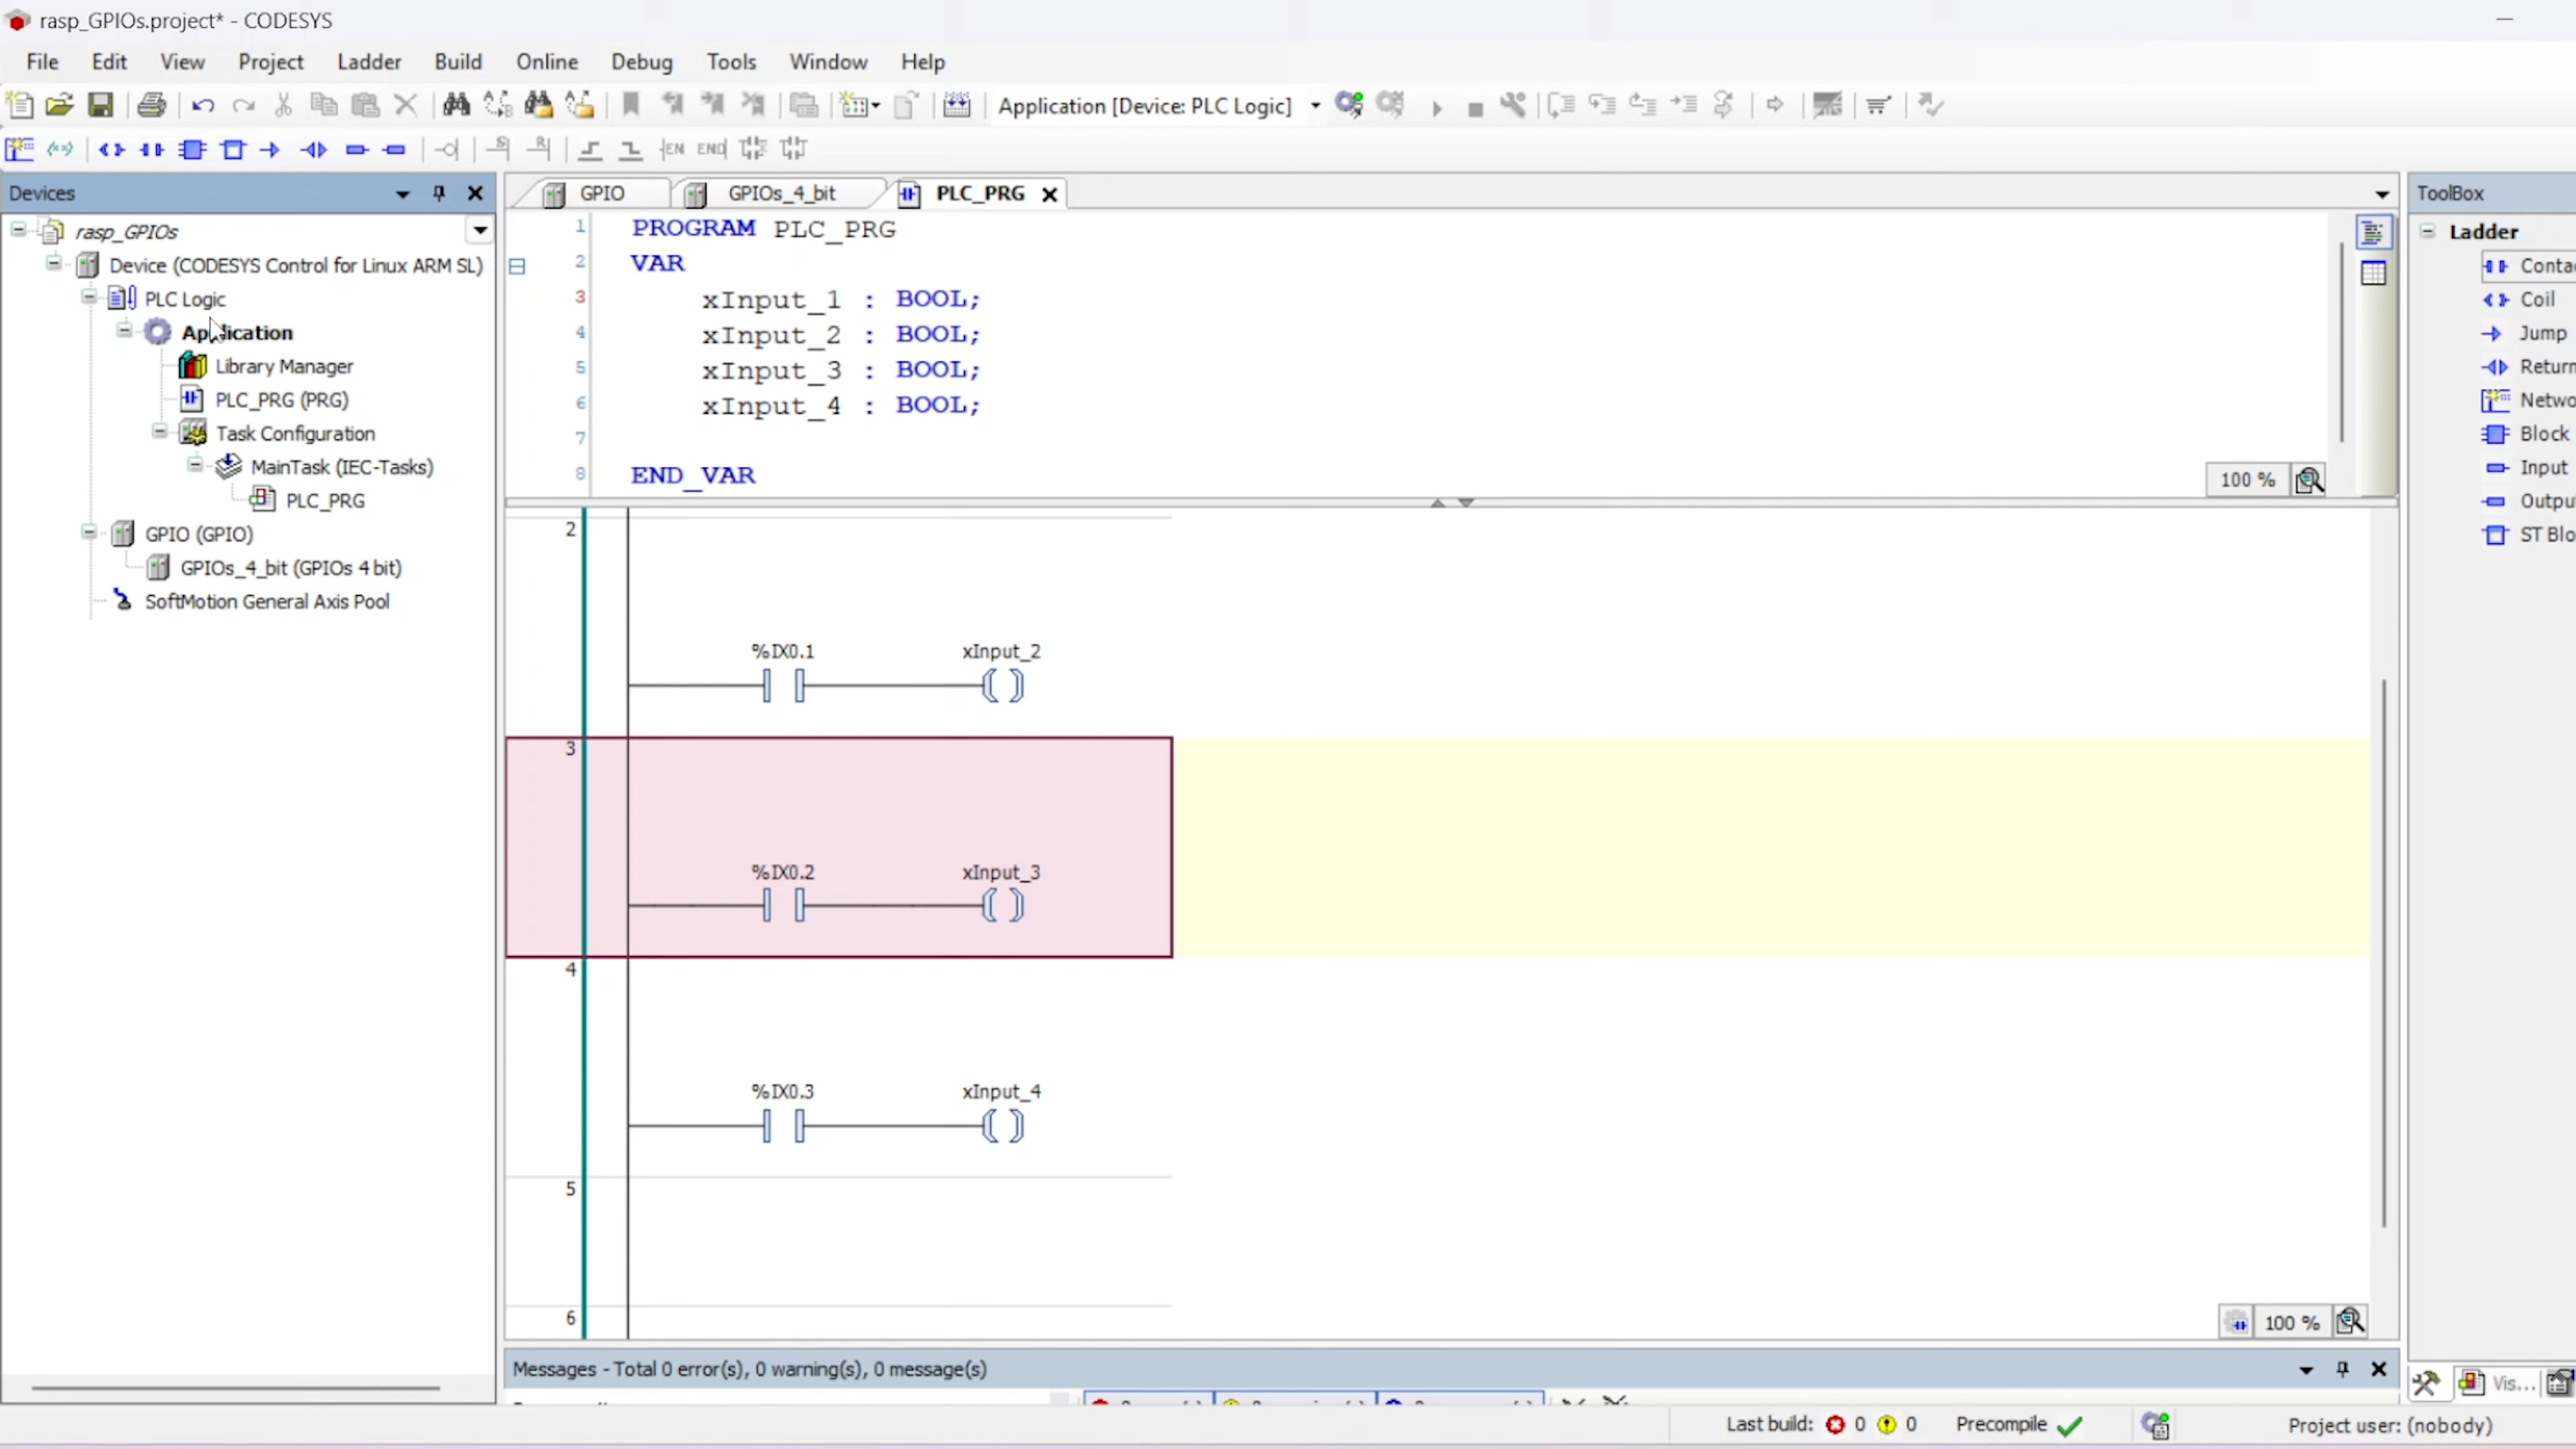 rasp_GPIOs.project* - CODESYS
File Edit View Project Ladder Build Online Debug Tools Window Help
Application [Device: PLC Logic]
S R EN ENO
Devices
rasp_GPIOs
Device (CODESYS Control for Linux ARM SL)
PLC Logic
Application
Library Manager
PLC_PRG (PRG)
Task Configuration
MainTask (IEC-Tasks)
PLC_PRG
GPIO (GPIO)
GPIOs_4_bit (GPIOs 4 bit)
SoftMotion General Axis Pool
GPIO GPIOs_4_bit PLC_PRG
1 PROGRAM PLC_PRG
2 VAR
3 xInput_1 : BOOL;
4 xInput_2 : BOOL;
5 xInput_3 : BOOL;
6 xInput_4 : BOOL;
7
8 END_VAR
100 %
2
%IX0.1 xInput_2
3
%IX0.2 xInput_3
4
%IX0.3 xInput_4
5
6
100 %
ToolBox
Ladder
Conta
Coil
Jump
Return
Netwo
Block
Input
Outpu
ST Blo
Vis...
Messages - Total 0 error(s), 0 warning(s), 0 message(s)
Last build: 0 0 Precompile Project user: (nobody)